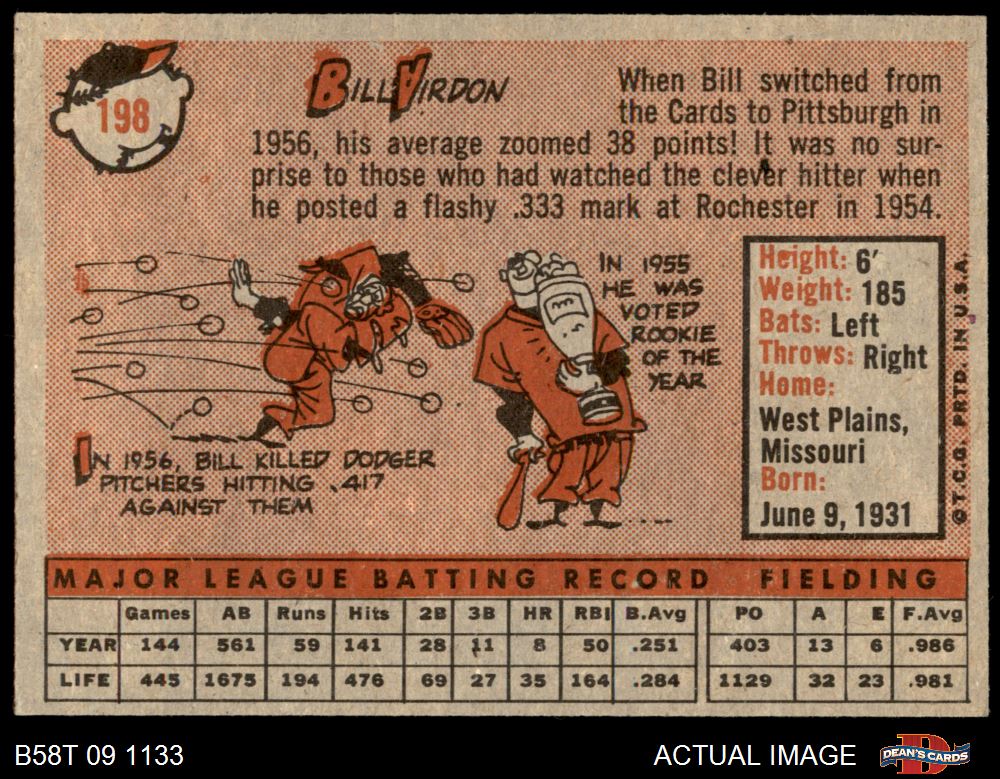 198
BILL VIRDON
When Bill switched from
the Cards to Pittsburgh in
1956, his average zoomed 38 points! It was no sur-
prise to those who had watched the clever hitter when
he posted a flashy .333 mark at Rochester in 1954.
IN 1956, BILL KILLED DODGER
PITCHERS HITTING .417
AGAINST THEM
IN 1955
HE WAS
VOTED
ROOKIE
OF THE
YEAR
Height: 6'
Weight: 185
Bats: Left
Throws: Right
Home:
West Plains,
Missouri
Born:
June 9, 1931
© T.C.G. PRTD. IN U.S.A.
MAJOR LEAGUE BATTING RECORD FIELDING
Games AB Runs Hits 2B 3B HR RBI B.Avg PO A E F.Avg
YEAR 144 561 59 141 28 11 8 50 .251 403 13 6 .986
LIFE 445 1675 194 476 69 27 35 164 .284 1129 32 23 .981
B58T 09 1133 ACTUAL IMAGE DEAN'S CARDS